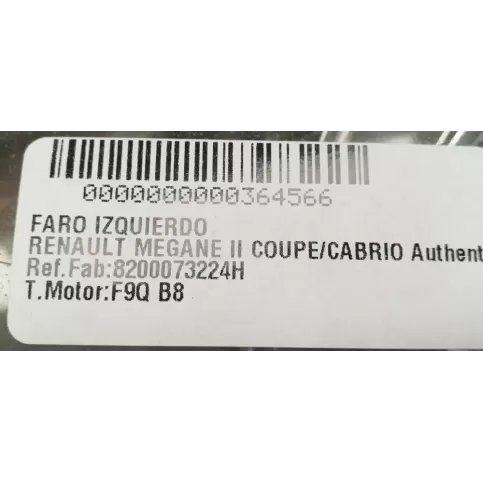 0000000000364566
FARO IZQUIERDO
RENAULT MEGANE II COUPE/CABRIO Authent
Ref.Fab:8200073224H
T.Motor:F9Q B8